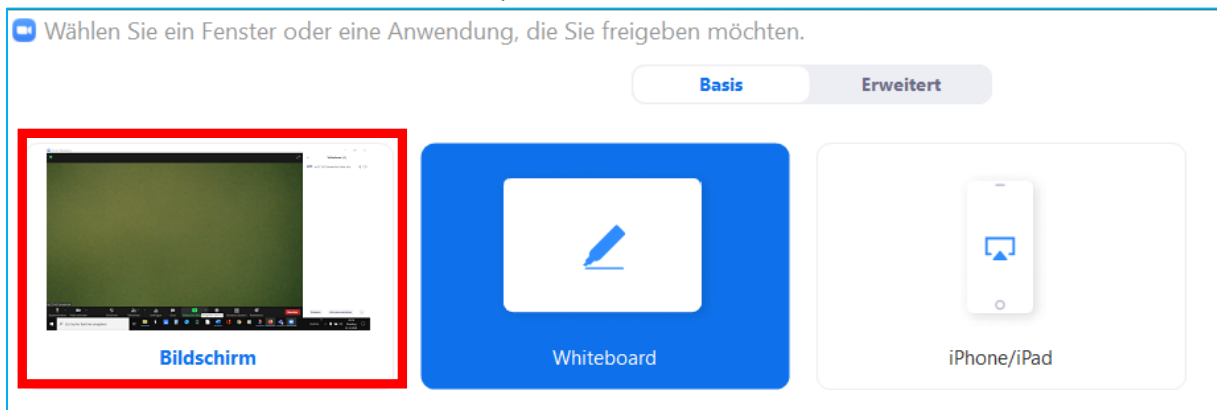 Wählen Sie ein Fenster oder eine Anwendung, die Sie freigeben möchten.
Basis Erweitert
Bildschirm Whiteboard iPhone/iPad